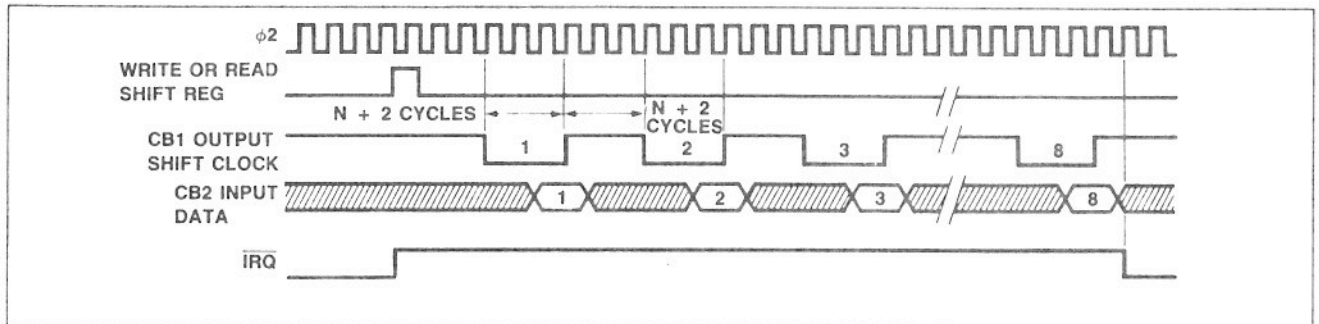 ϕ2
WRITE OR READ
SHIFT REG
N + 2 CYCLES
N + 2
CYCLES
CB1 OUTPUT
SHIFT CLOCK
1
2
3
8
CB2 INPUT
DATA
1
2
3
8
IRQ